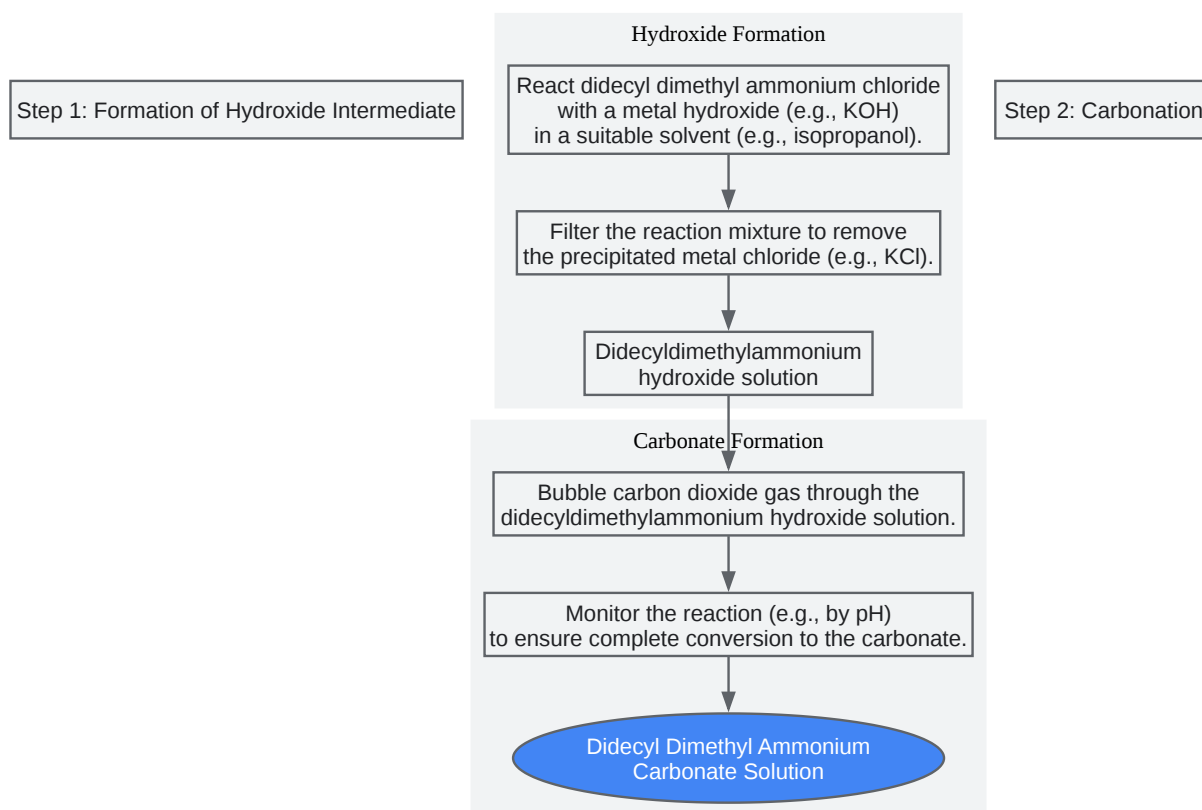 Hydroxide Formation
Step 1: Formation of Hydroxide Intermediate
React didecyl dimethyl ammonium chloride
with a metal hydroxide (e.g., KOH)
in a suitable solvent (e.g., isopropanol).
Step 2: Carbonation
Filter the reaction mixture to remove
the precipitated metal chloride (e.g., KCl).
Didecyldimethylammonium
hydroxide solution
Carbonate Formation
Bubble carbon dioxide gas through the
didecyldimethylammonium hydroxide solution.
Monitor the reaction (e.g., by pH)
to ensure complete conversion to the carbonate.
Didecyl Dimethyl Ammonium
Carbonate Solution